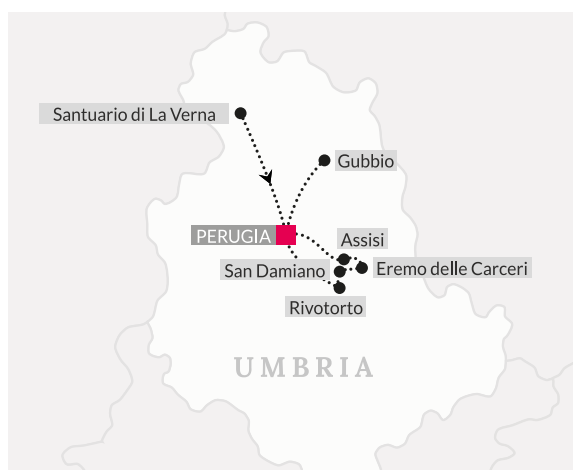 Santuario di La Verna
Gubbio
PERUGIA
Assisi
San Damiano
Eremo delle Carceri
Rivotorto
UMBRIA